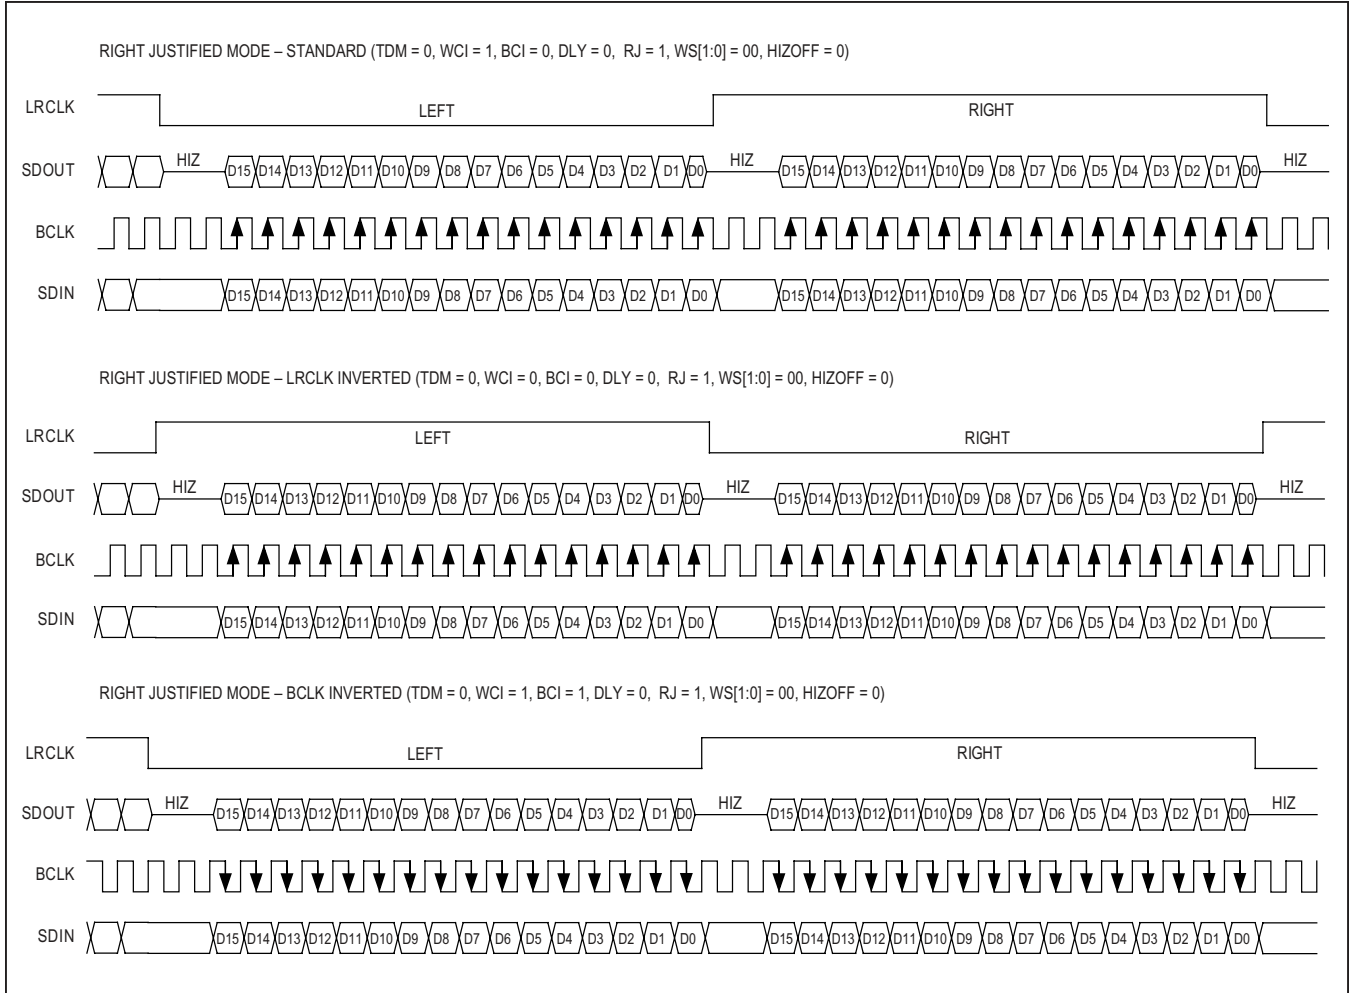 RIGHT JUSTIFIED MODE – STANDARD (TDM = 0, WCI = 1, BCI = 0, DLY = 0, RJ = 1, WS[1:0] = 00, HIZOFF = 0)
LRCLK LEFT RIGHT
SDOUT HIZ D15 D14 D13 D12 D11 D10 D9 D8 D7 D6 D5 D4 D3 D2 D1 D0 HIZ D15 D14 D13 D12 D11 D10 D9 D8 D7 D6 D5 D4 D3 D2 D1 D0 HIZ
BCLK
SDIN D15 D14 D13 D12 D11 D10 D9 D8 D7 D6 D5 D4 D3 D2 D1 D0 D15 D14 D13 D12 D11 D10 D9 D8 D7 D6 D5 D4 D3 D2 D1 D0
RIGHT JUSTIFIED MODE – LRCLK INVERTED (TDM = 0, WCI = 0, BCI = 0, DLY = 0, RJ = 1, WS[1:0] = 00, HIZOFF = 0)
LRCLK LEFT RIGHT
SDOUT HIZ D15 D14 D13 D12 D11 D10 D9 D8 D7 D6 D5 D4 D3 D2 D1 D0 HIZ D15 D14 D13 D12 D11 D10 D9 D8 D7 D6 D5 D4 D3 D2 D1 D0 HIZ
BCLK
SDIN D15 D14 D13 D12 D11 D10 D9 D8 D7 D6 D5 D4 D3 D2 D1 D0 D15 D14 D13 D12 D11 D10 D9 D8 D7 D6 D5 D4 D3 D2 D1 D0
RIGHT JUSTIFIED MODE – BCLK INVERTED (TDM = 0, WCI = 1, BCI = 1, DLY = 0, RJ = 1, WS[1:0] = 00, HIZOFF = 0)
LRCLK LEFT RIGHT
SDOUT HIZ D15 D14 D13 D12 D11 D10 D9 D8 D7 D6 D5 D4 D3 D2 D1 D0 HIZ D15 D14 D13 D12 D11 D10 D9 D8 D7 D6 D5 D4 D3 D2 D1 D0 HIZ
BCLK
SDIN D15 D14 D13 D12 D11 D10 D9 D8 D7 D6 D5 D4 D3 D2 D1 D0 D15 D14 D13 D12 D11 D10 D9 D8 D7 D6 D5 D4 D3 D2 D1 D0